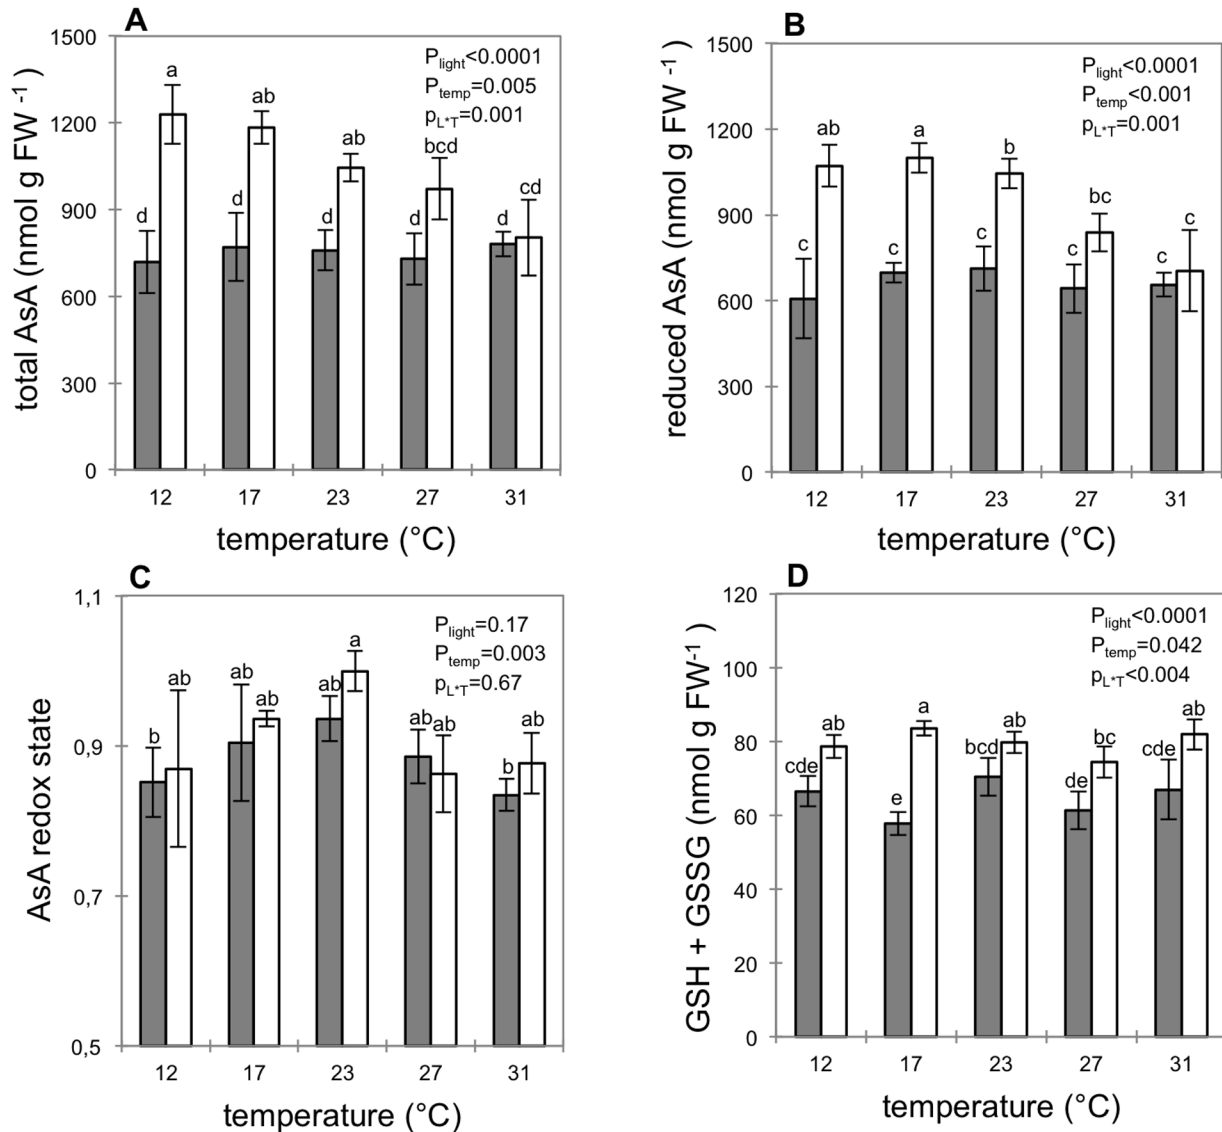 A
total AsA (nmol g FW -1 )
1500
1200
900
600
300
0
Plight<0.0001
Ptemp=0.005
pL*T=0.001
d
a
d
ab
d
ab
d
bcd
d
cd
12
17
23
27
31
temperature (°C)
B
reduced AsA (nmol g FW -1 )
1500
1200
900
600
300
0
Plight<0.0001
Ptemp<0.001
pL*T=0.001
c
ab
c
a
c
b
c
bc
c
c
12
17
23
27
31
temperature (°C)
C
AsA redox state
1,1
0,9
0,7
0,5
Plight=0.17
Ptemp=0.003
pL*T=0.67
b
ab
ab
ab
ab
a
ab
ab
b
ab
12
17
23
27
31
temperature (°C)
D
GSH + GSSG (nmol g FW-1 )
120
100
80
60
40
20
0
Plight<0.0001
Ptemp=0.042
pL*T<0.004
cde
ab
e
a
bcd
ab
de
bc
cde
ab
12
17
23
27
31
temperature (°C)